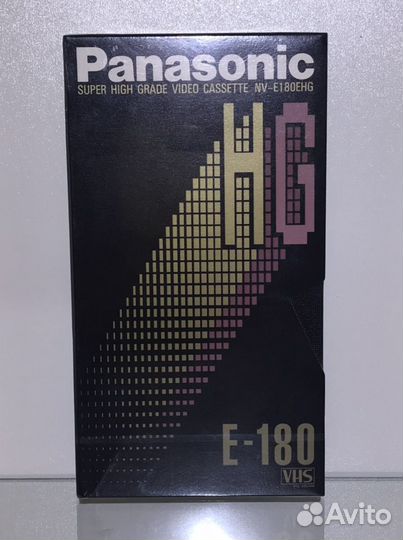 Panasonic
SUPER HIGH GRADE VIDEO CASSETTE NV-E180EHG
HG
E-180
VHS
Avito